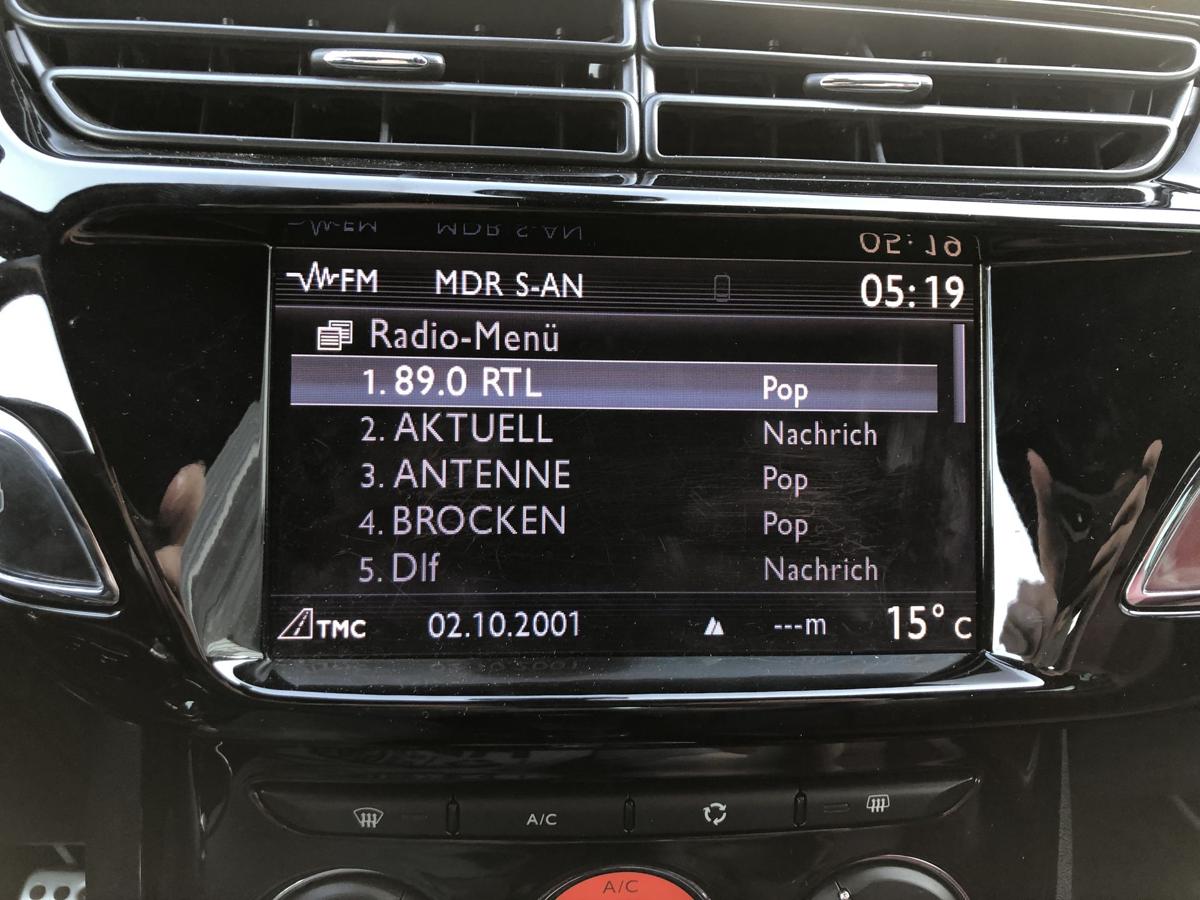 FM MDR S-AN 05:19
Radio-Menü
1. 89.0 RTL Pop
2. AKTUELL Nachrich
3. ANTENNE Pop
4. BROCKEN Pop
5. Dlf Nachrich
TMC 02.10.2001 ---m 15° C
A/C
A/C